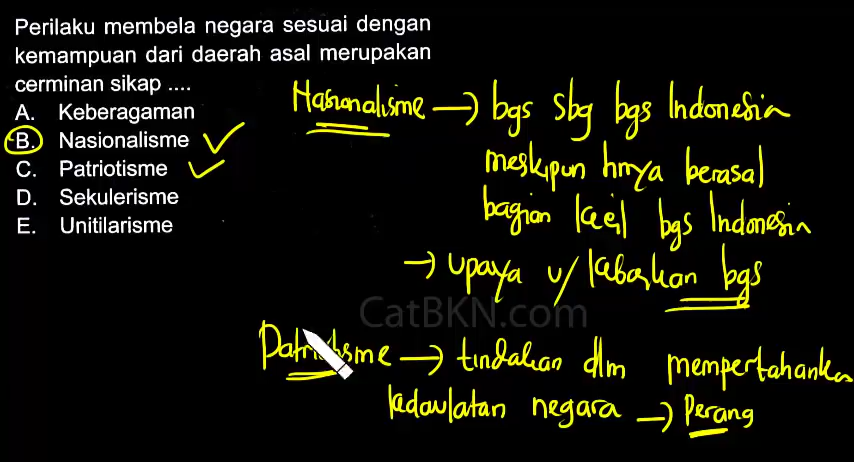 Perilaku membela negara sesuai dengan
kemampuan dari daerah asal merupakan
cerminan sikap ....
A. Keberagaman
B. Nasionalisme
C. Patriotisme
D. Sekulerisme
E. Unitilarisme
Nasionalisme → bgs sbg bgs Indonesia
meskipun hnya berasal
bagian kecil bgs Indonesia
→ upaya u/ kobarkan bgs
CatBKN.com
Patriotisme → tindakan dlm mempertahankan
kedaulatan negara → Perang